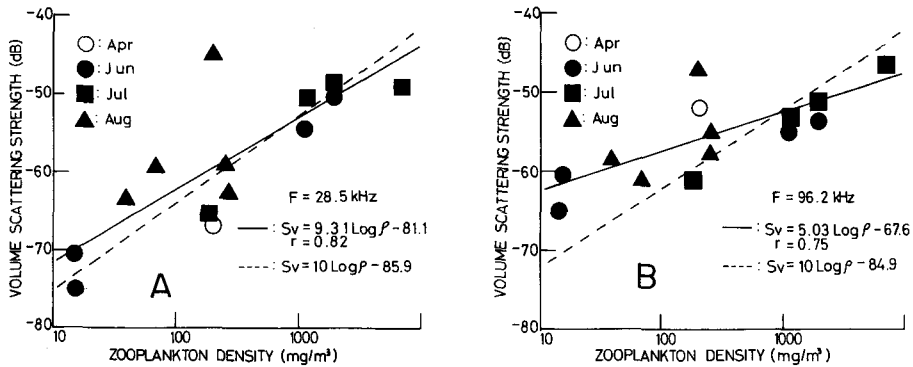 -40
-50
-60
-70
-80
VOLUME SCATTERING STRENGTH (dB)
: Apr
: Jun
: Jul
: Aug
F = 28.5 kHz
: Sv = 9.31 Log ρ -81.1
r = 0.82
: Sv = 10 Log ρ -85.9
A
10
100
1000
ZOOPLANKTON DENSITY (mg/m³)
-40
-50
-60
-70
-80
VOLUME SCATTERING STRENGTH (dB)
: Apr
: Jun
: Jul
: Aug
F = 96.2 kHz
: Sv = 5.03 Log ρ -67.6
r = 0.75
: Sv = 10 Log ρ -84.9
B
10
100
1000
ZOOPLANKTON DENSITY (mg/m³)